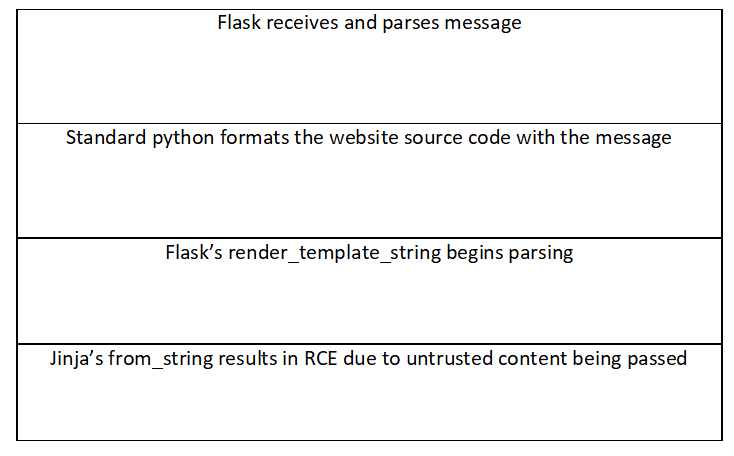 Flask receives and parses message
Standard python formats the website source code with the message
Flask’s render_template_string begins parsing
Jinja’s from_string results in RCE due to untrusted content being passed